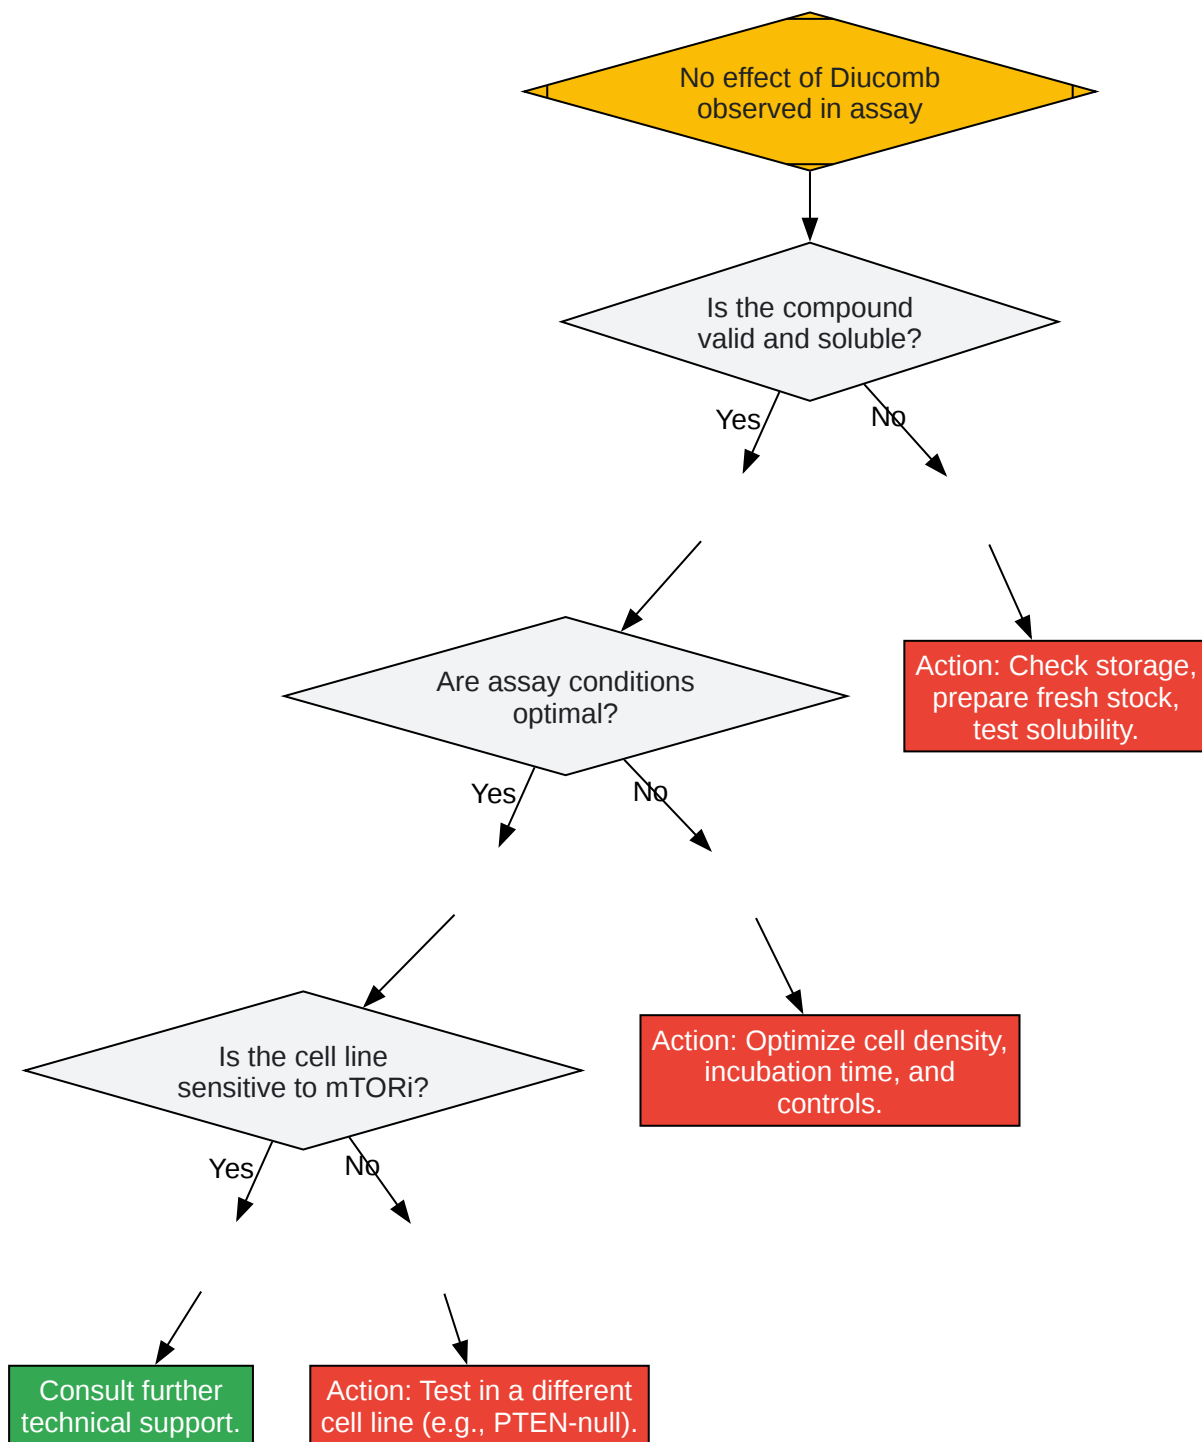 No effect of Diucomb
observed in assay
Is the compound
valid and soluble?
Yes
No
Are assay conditions
optimal?
Action: Check storage,
prepare fresh stock,
test solubility.
Yes
No
Is the cell line
sensitive to mTORi?
Action: Optimize cell density,
incubation time, and
controls.
Yes
No
Consult further
technical support.
Action: Test in a different
cell line (e.g., PTEN-null).